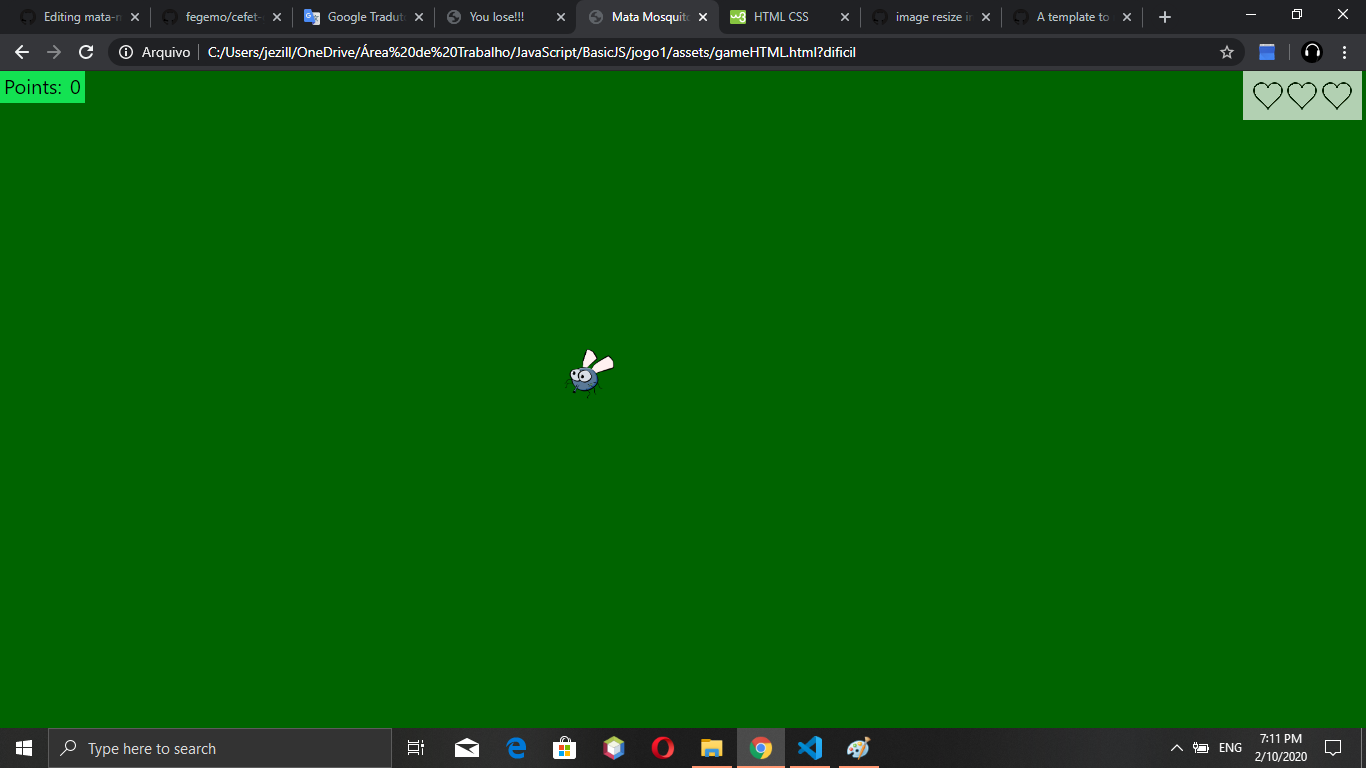 Editing mata-m
fegemo/cefet-
Google Tradut
You lose!!!
Mata Mosquito
HTML CSS
image resize in
A template to
Arquivo
C:/Users/jezill/OneDrive/Área%20de%20Trabalho/JavaScript/BasicJS/jogo1/assets/gameHTML.html?dificil
Points: 0
Type here to search
ENG
7:11 PM
2/10/2020